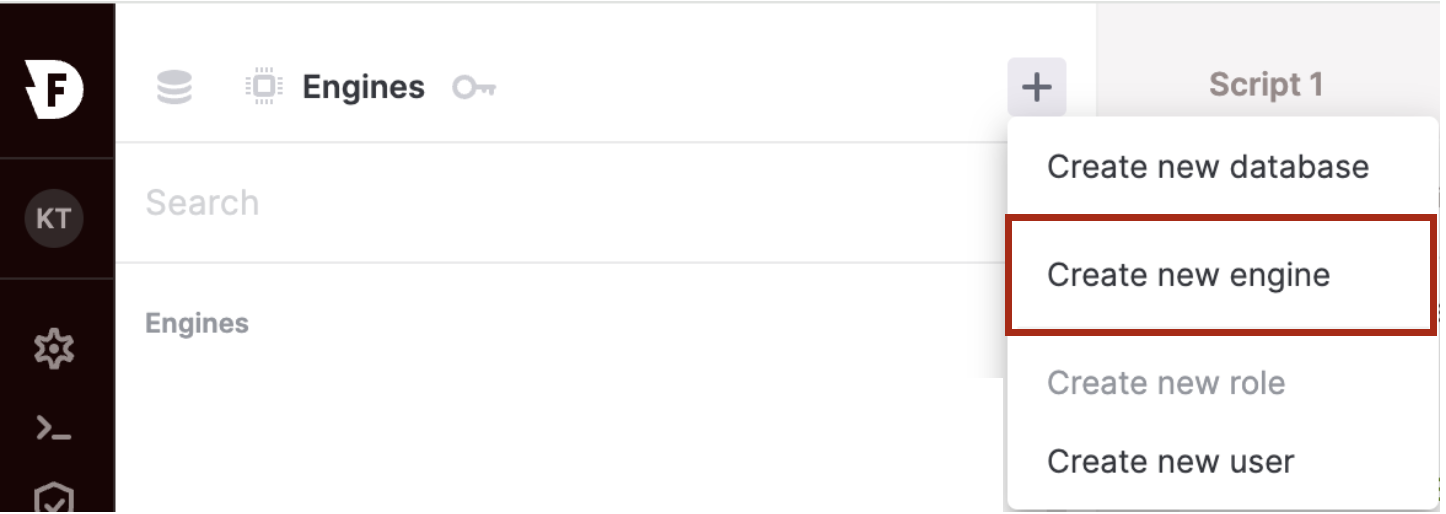 F
Engines
Script 1
Create new database
KT
Search
Create new engine
Engines
Create new role
Create new user